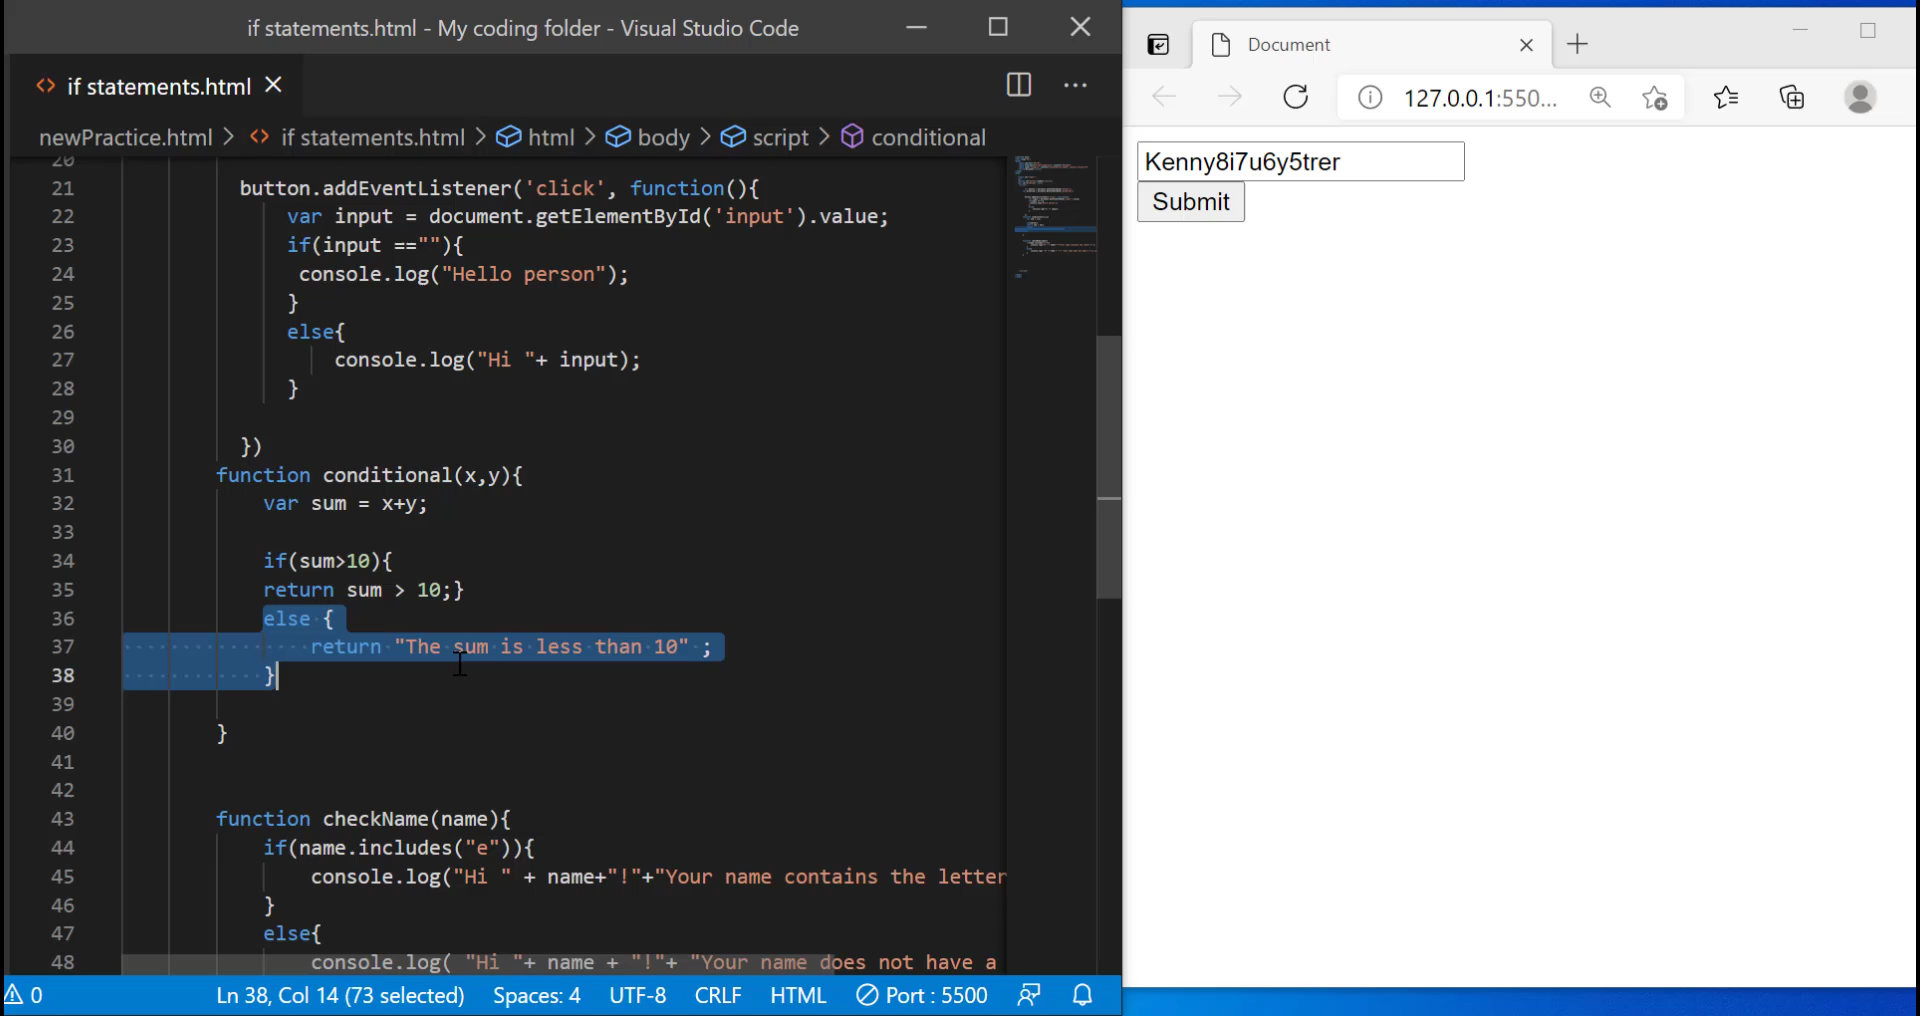 if statements.html - My coding folder - Visual Studio Code
if statements.html
newPractice.html > if statements.html > html > body > script > conditional
20
21 button.addEventListener('click', function(){
22 var input = document.getElementById('input').value;
23 if(input ==""){
24 console.log("Hello person");
25 }
26 else{
27 console.log("Hi "+ input);
28 }
29
30 })
31 function conditional(x,y){
32 var sum = x+y;
33
34 if(sum>10){
35 return sum > 10;}
36 else {
37 return "The sum is less than 10" ;
38 }
39
40 }
41
42
43 function checkName(name){
44 if(name.includes("e")){
45 console.log("Hi " + name+"!"+"Your name contains the letter
46 }
47 else{
48 console.log( "Hi "+ name + "!"+ "Your name does not have a
0 Ln 38, Col 14 (73 selected) Spaces: 4 UTF-8 CRLF HTML Port : 5500
Document
127.0.0.1:550...
Kenny8i7u6y5trer
Submit